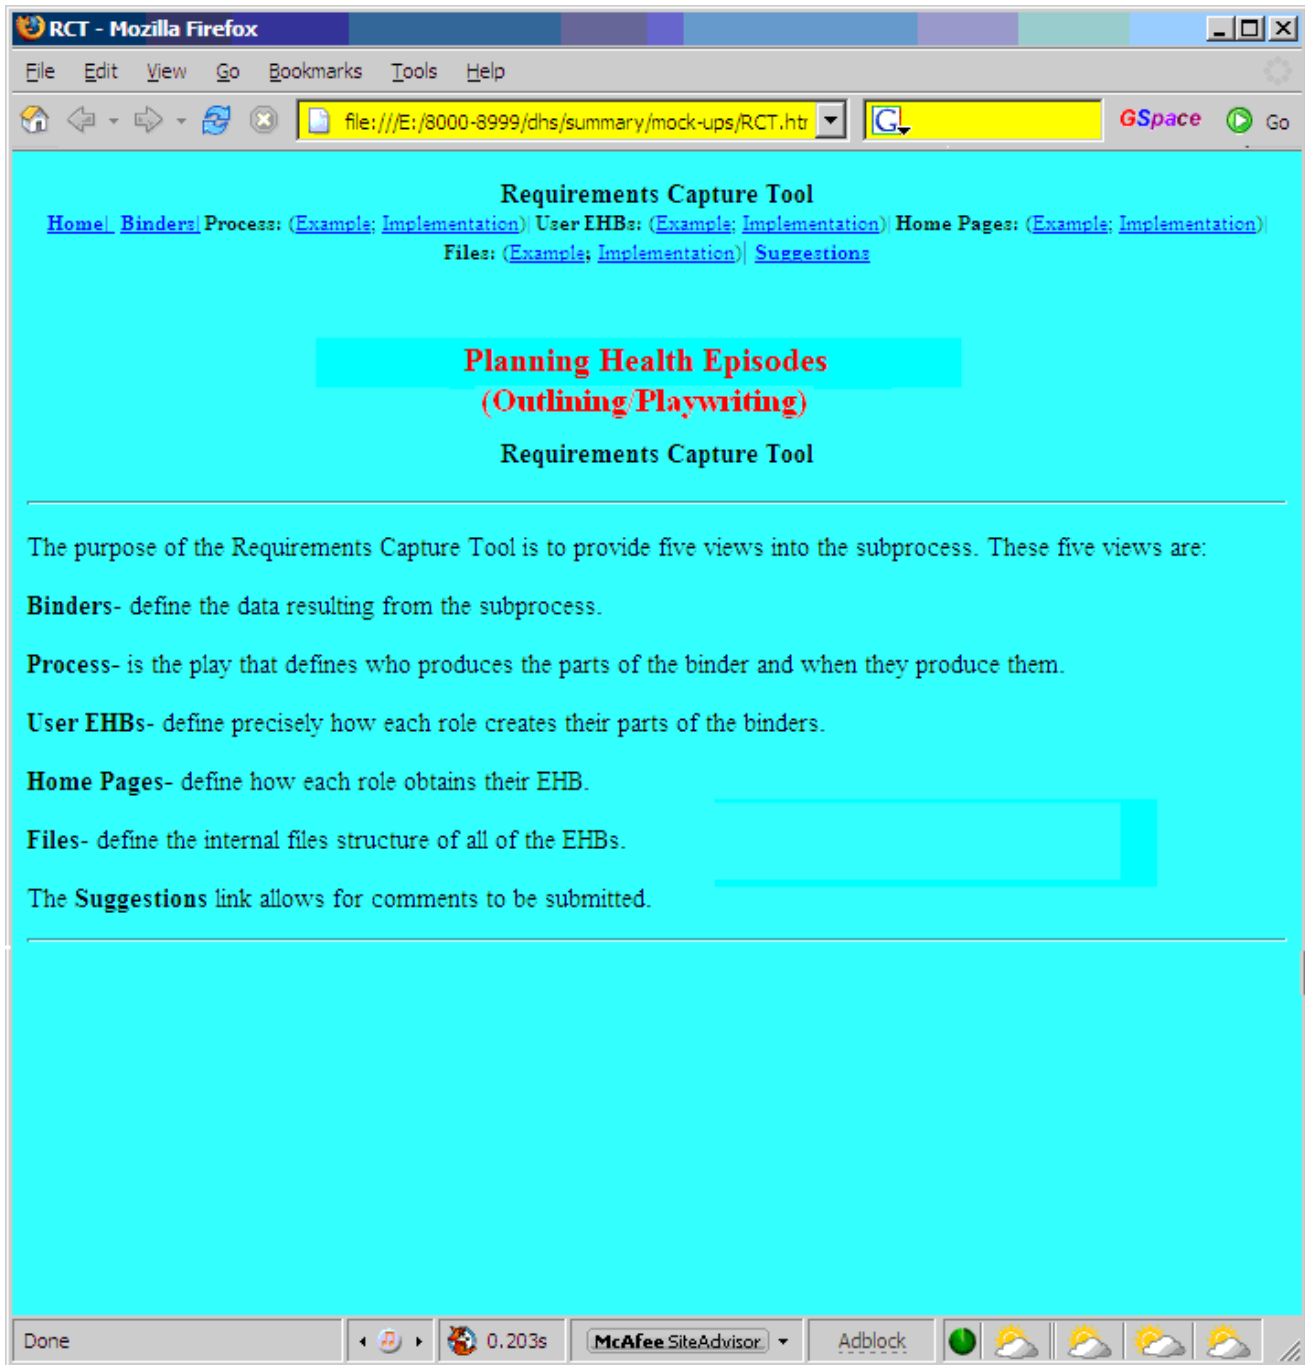 RCT - Mozilla Firefox
File Edit View Go Bookmarks Tools Help
file:///E:/8000-8999/dhs/summary/mock-ups/RCT.htr G GSpace Go
Requirements Capture Tool
Home| Binders| Process: (Example; Implementation)| User EHBs: (Example; Implementation)| Home Pages: (Example; Implementation)|
Files: (Example; Implementation)| Suggestions
Planning Health Episodes
(Outlining/Playwriting)
Requirements Capture Tool
The purpose of the Requirements Capture Tool is to provide five views into the subprocess. These five views are:
Binders- define the data resulting from the subprocess.
Process- is the play that defines who produces the parts of the binder and when they produce them.
User EHBs- define precisely how each role creates their parts of the binders.
Home Pages- define how each role obtains their EHB.
Files- define the internal files structure of all of the EHBs.
The Suggestions link allows for comments to be submitted.
Done 0.203s McAfee SiteAdvisor Adblock